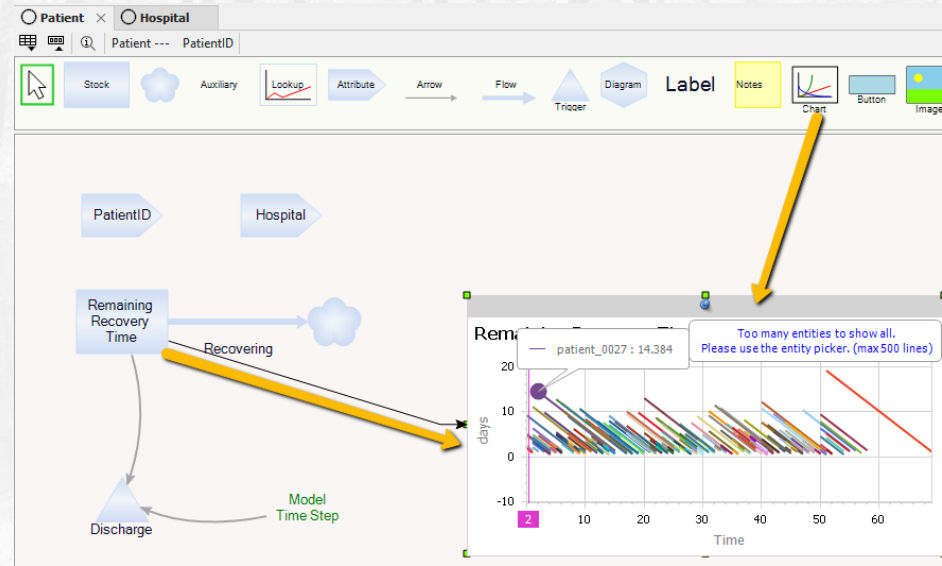 Patient × Hospital
Patient --- PatientID
Stock Auxiliary Lookup Attribute Arrow Flow Trigger Diagram Label Notes Chart Button Image
PatientID
Hospital
Remaining
Recovery
Time
Recovering
Discharge
Model
Time Step
Rem
patient_0027 : 14.384
Too many entities to show all.
Please use the entity picker. (max 500 lines)
days
20
10
0
-10
2 10 20 30 40 50 60
Time